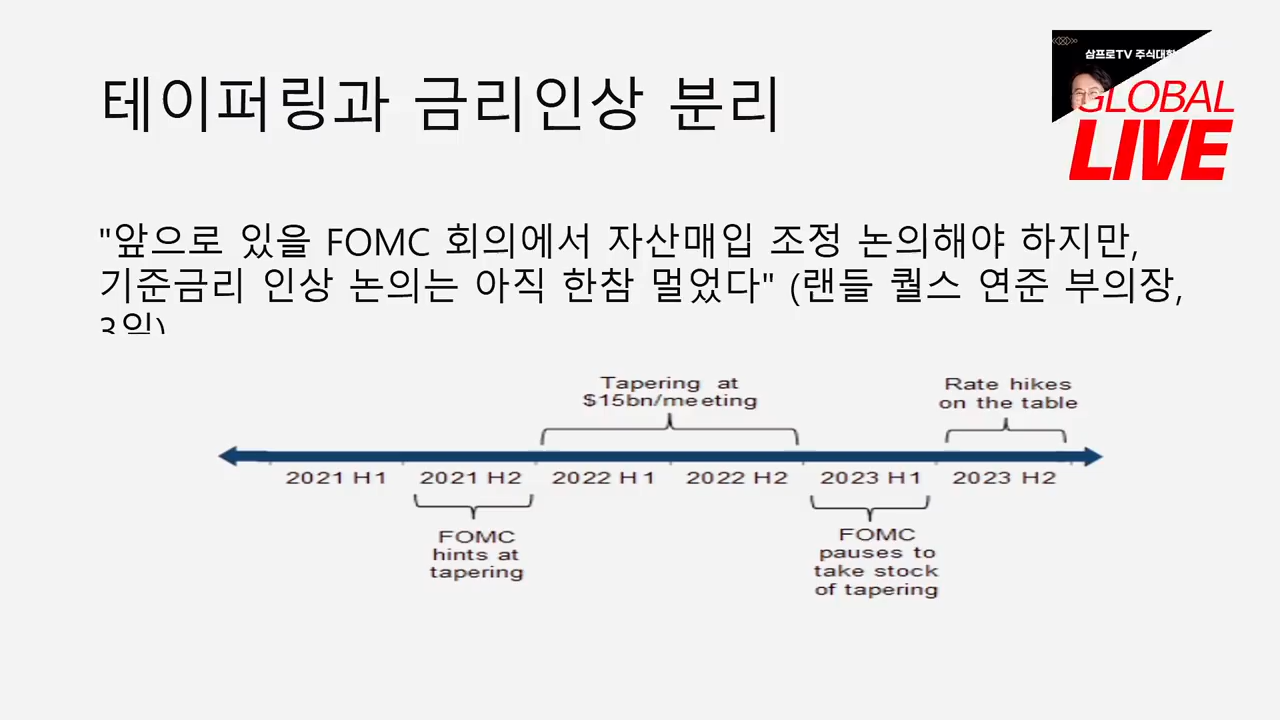 삼프로TV 주식대학
GLOBAL
LIVE
테이퍼링과 금리인상 분리
"앞으로 있을 FOMC 회의에서 자산매입 조정 논의해야 하지만,
기준금리 인상 논의는 아직 한참 멀었다" (랜들 퀄스 연준 부의장,
3일)
Tapering at
$15bn/meeting
Rate hikes
on the table
2021 H1 2021 H2 2022 H1 2022 H2 2023 H1 2023 H2
FOMC
hints at
tapering
FOMC
pauses to
take stock
of tapering